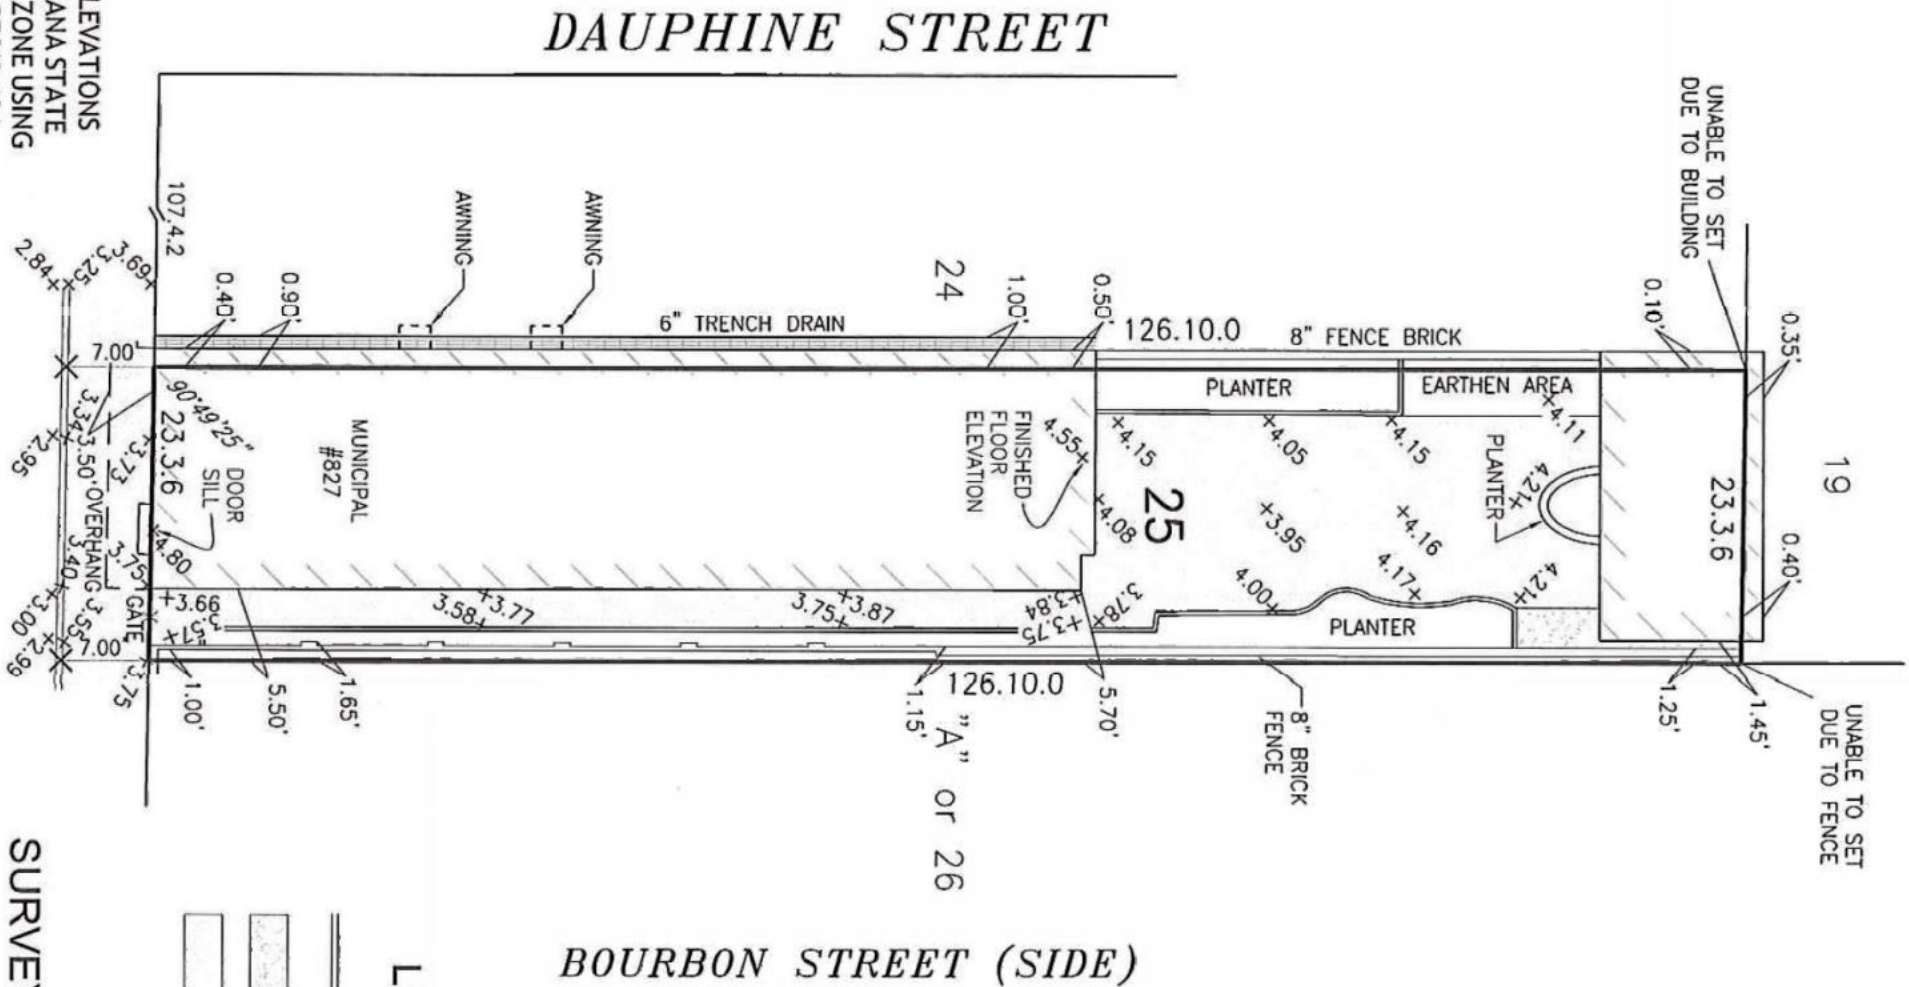 DAUPHINE STREET
LEVATIONS
ANA STATE
ZONE USING
UNABLE TO SET
DUE TO BUILDING
107.4.2
AWNING
AWNING
24
19
2.84
3.25
3.69
0.40'
0.90'
6" TRENCH DRAIN
1.00'
0.50'
126.10.0
8" FENCE BRICK
0.10'
0.35'
7.00'
PLANTER
EARTHEN AREA
90°49'25"
23.3.6
DOOR
SILL
MUNICIPAL
#827
FINISHED
FLOOR
ELEVATION
4.55
4.15
4.05
4.15
4.11
PLANTER
4.21
23.3.6
3.34
2.95
3.50' OVERHANG
3.73
25
4.08
3.95
4.16
4.80
0.40'
3.40
3.00
3.75
GATE
3.66
3.57
3.58
3.77
3.75
3.87
3.84
3.75
3.78
4.00
4.17
4.21
PLANTER
3.55
2.99
7.00'
3.75
1.00'
5.50'
1.65'
1.15'
126.10.0
5.70'
8" BRICK
FENCE
1.25'
1.45'
UNABLE TO SET
DUE TO FENCE
"A" or 26
BOURBON STREET (SIDE)
SURVEY
L